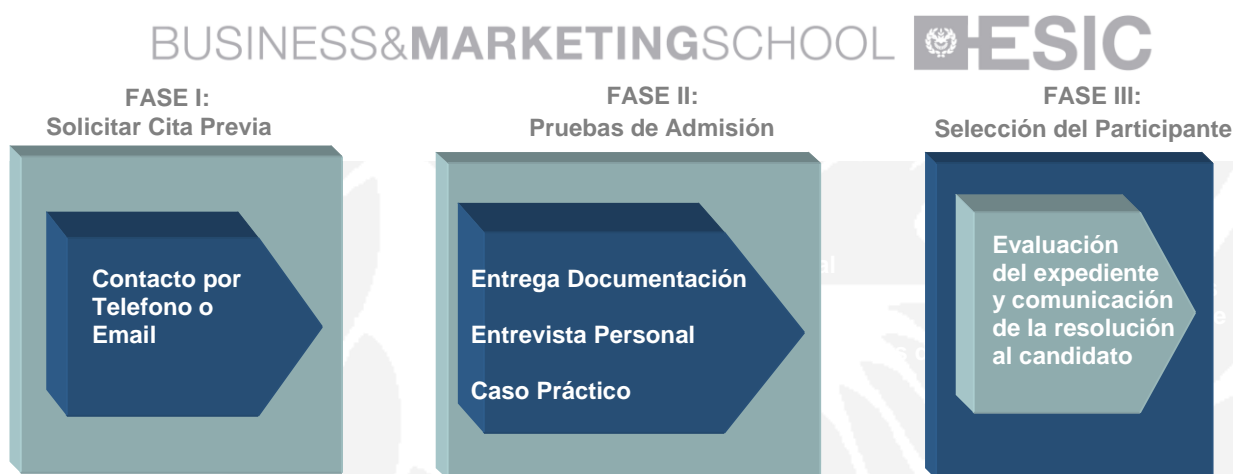 BUSINESS&MARKETINGSCHOOL ESIC
FASE I:
Solicitar Cita Previa
Contacto por
Telefono o
Email
FASE II:
Pruebas de Admisión
Entrega Documentación
Entrevista Personal
Caso Práctico
FASE III:
Selección del Participante
Evaluación
del expediente
y comunicación
de la resolución
al candidato